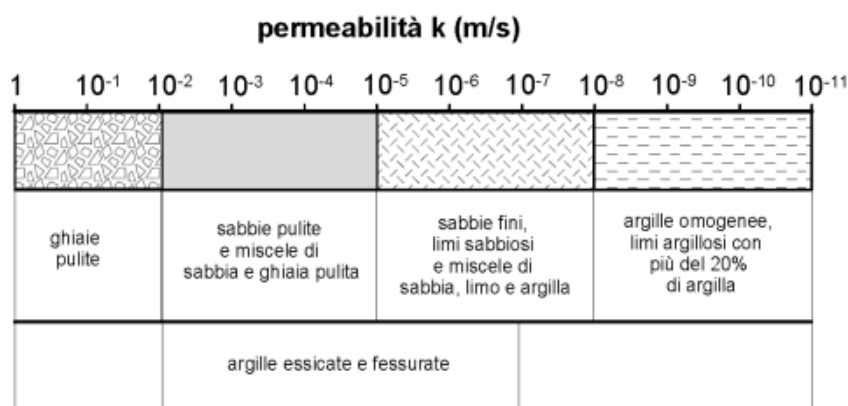 permeabilità k (m/s)
1 10⁻¹ 10⁻² 10⁻³ 10⁻⁴ 10⁻⁵ 10⁻⁶ 10⁻⁷ 10⁻⁸ 10⁻⁹ 10⁻¹⁰ 10⁻¹¹
ghiaie
pulite
sabbie pulite
e miscele di
sabbia e ghiaia pulita
sabbie fini,
limi sabbiosi
e miscele di
sabbia, limo e argilla
argille omogenee,
limi argillosi con
più del 20%
di argilla
argille essicate e fessurate